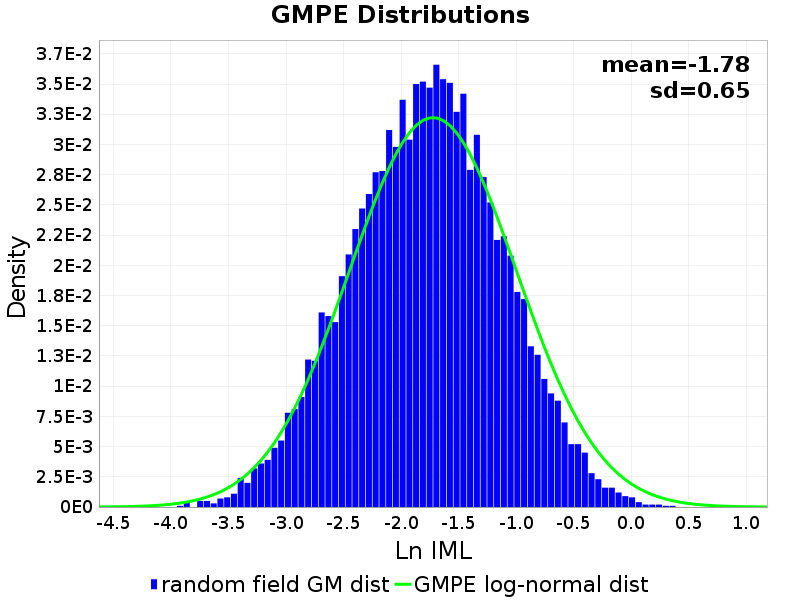 GMPE Distributions
mean=-1.78
sd=0.65
3.7E-2
3.5E-2
3.3E-2
3E-2
2.8E-2
2.5E-2
2.2E-2
2E-2
1.8E-2
1.5E-2
1.3E-2
1E-2
7.5E-3
5E-3
2.5E-3
0E0
Density
-4.5 -4.0 -3.5 -3.0 -2.5 -2.0 -1.5 -1.0 -0.5 0.0 0.5 1.0
Ln IML
random field GM dist GMPE log-normal dist